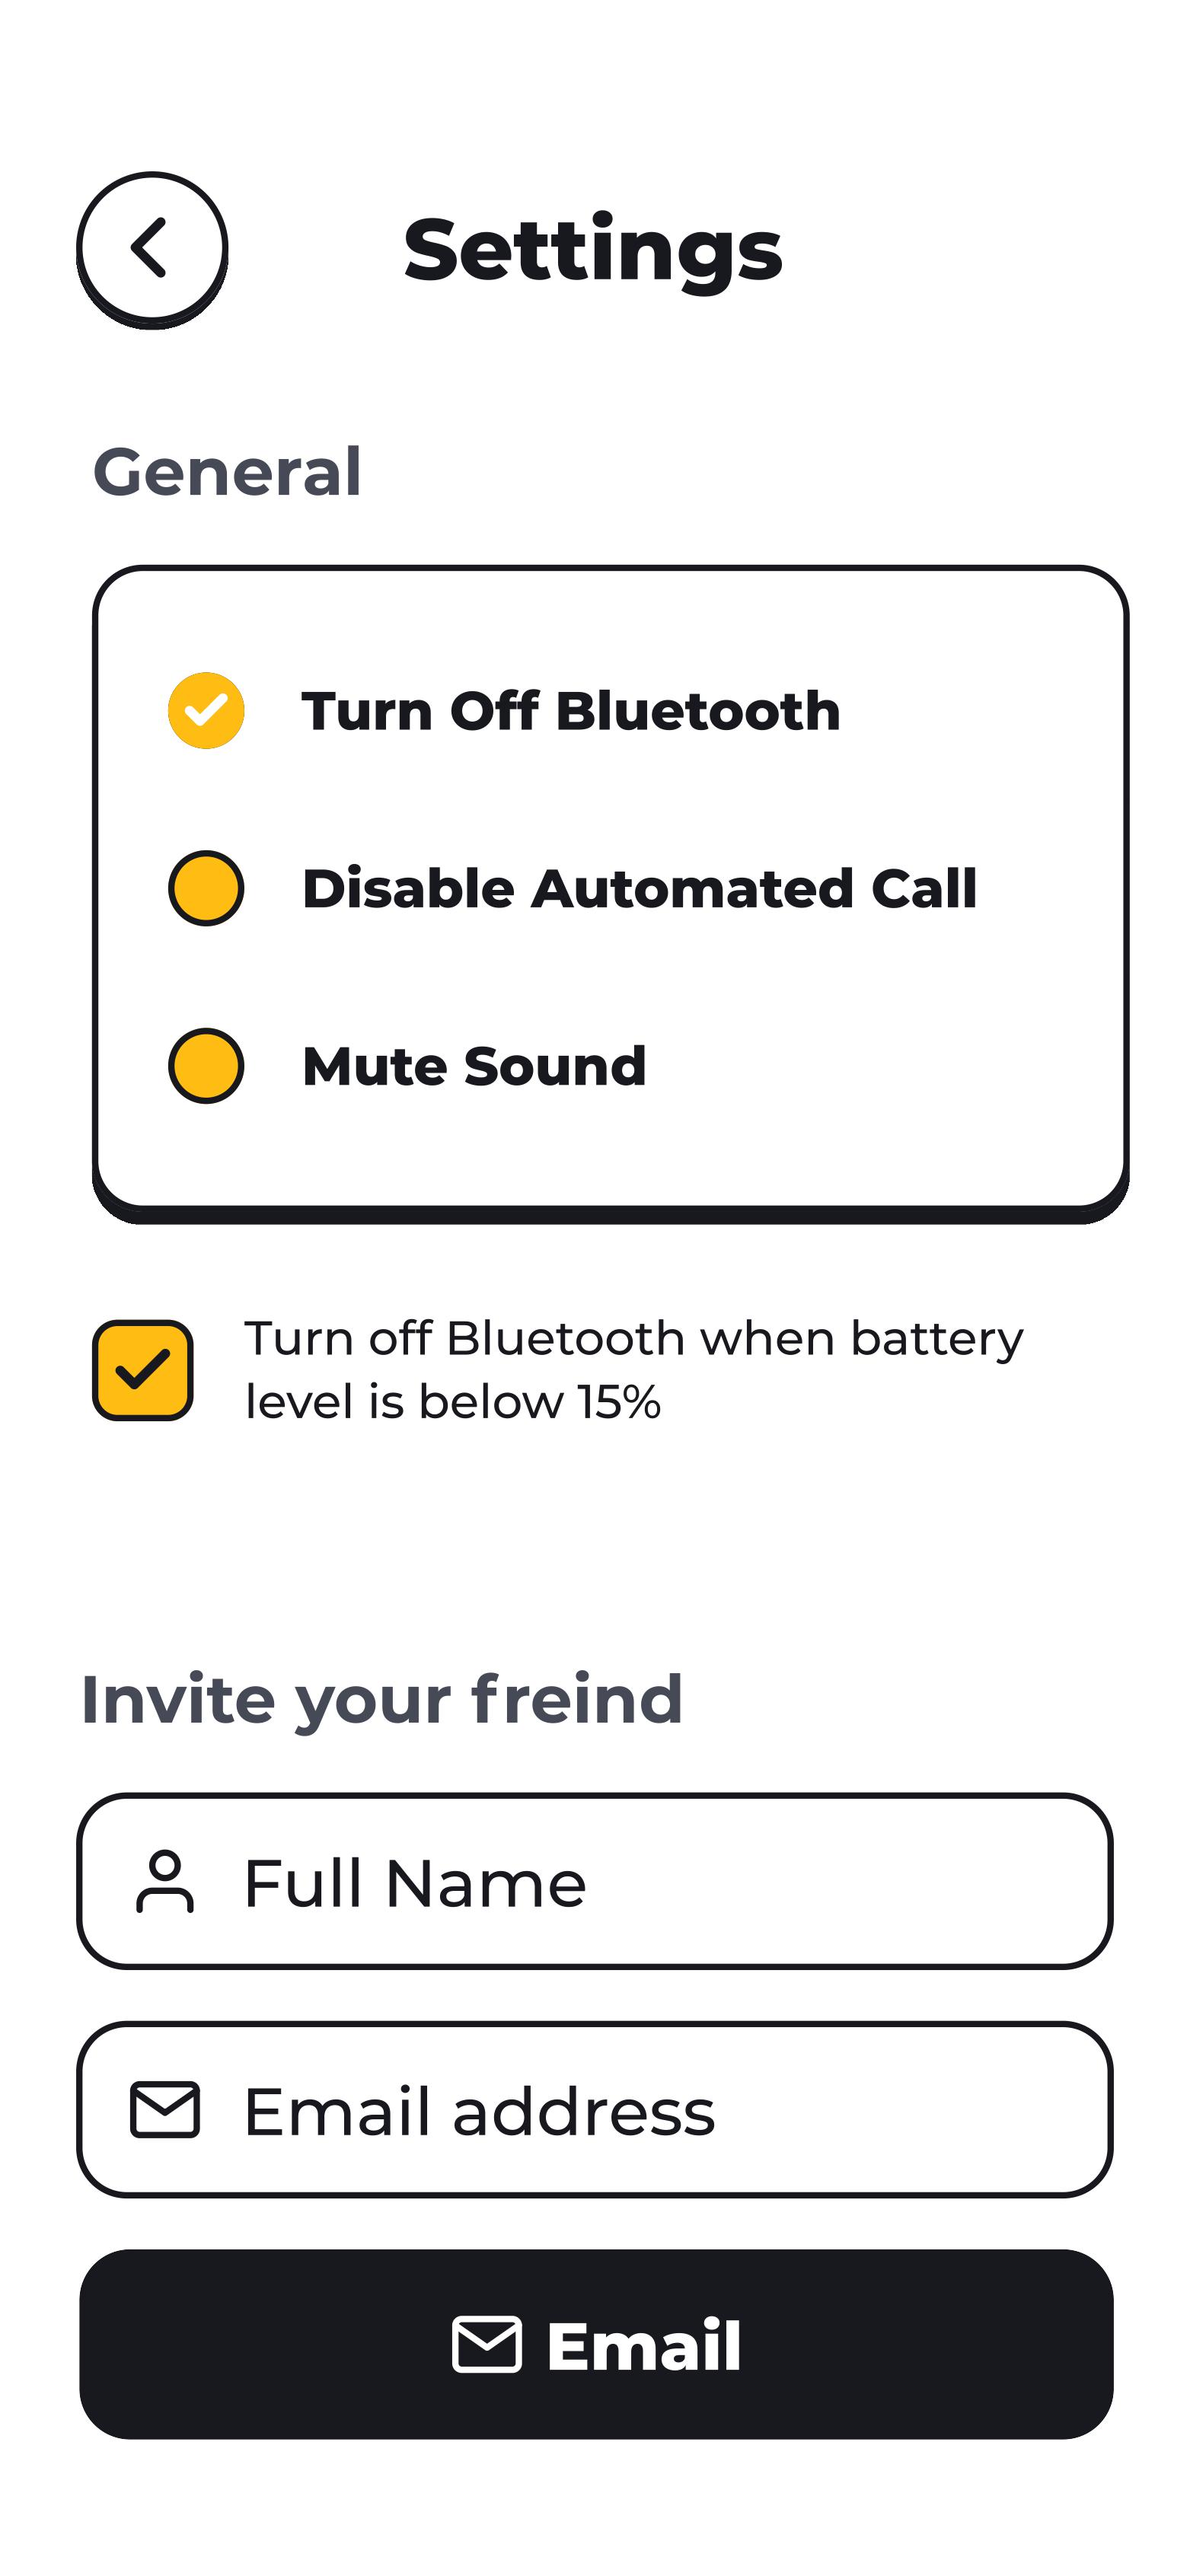 Settings
General
Turn Off Bluetooth
Disable Automated Call
Mute Sound
Turn off Bluetooth when battery
level is below 15%
Invite your freind
Full Name
Email address
Email